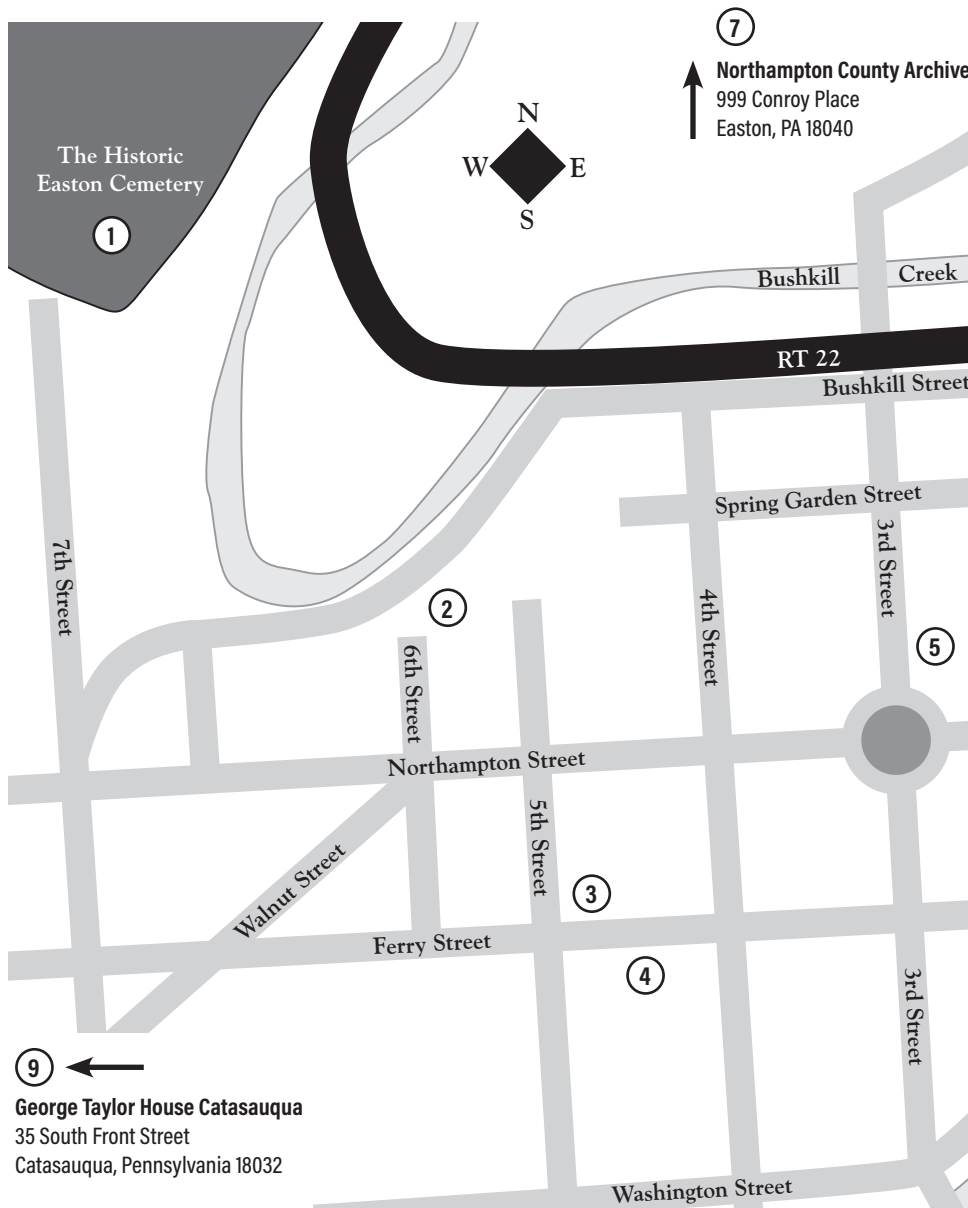 7
Northampton County Archive
999 Conroy Place
Easton, PA 18040
N
W E
S
The Historic
Easton Cemetery
1
Bushkill Creek
RT 22
Bushkill Street
Spring Garden Street
3rd Street
7th Street
2
4th Street
5
6th Street
Northampton Street
5th Street
Walnut Street
3
Ferry Street
4
3rd Street
9
George Taylor House Catasauqua
35 South Front Street
Catasauqua, Pennsylvania 18032
Washington Street